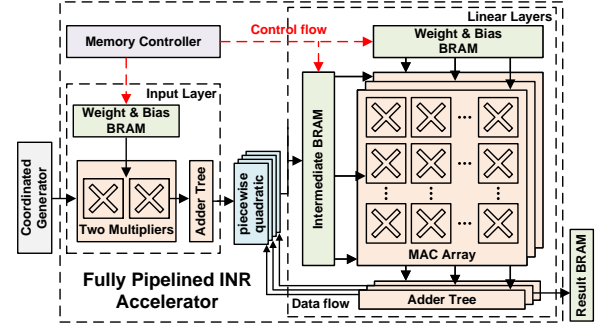 Linear Layers
Memory Controller
Control flow
Weight & Bias
BRAM
Input Layer
Weight & Bias
BRAM
Coordinated
Generator
Two Multipliers
Adder Tree
piecewise
quadratic
Intermediate BRAM
...
...
...
MAC Array
Adder Tree
Data flow
Result BRAM
Fully Pipelined INR
Accelerator